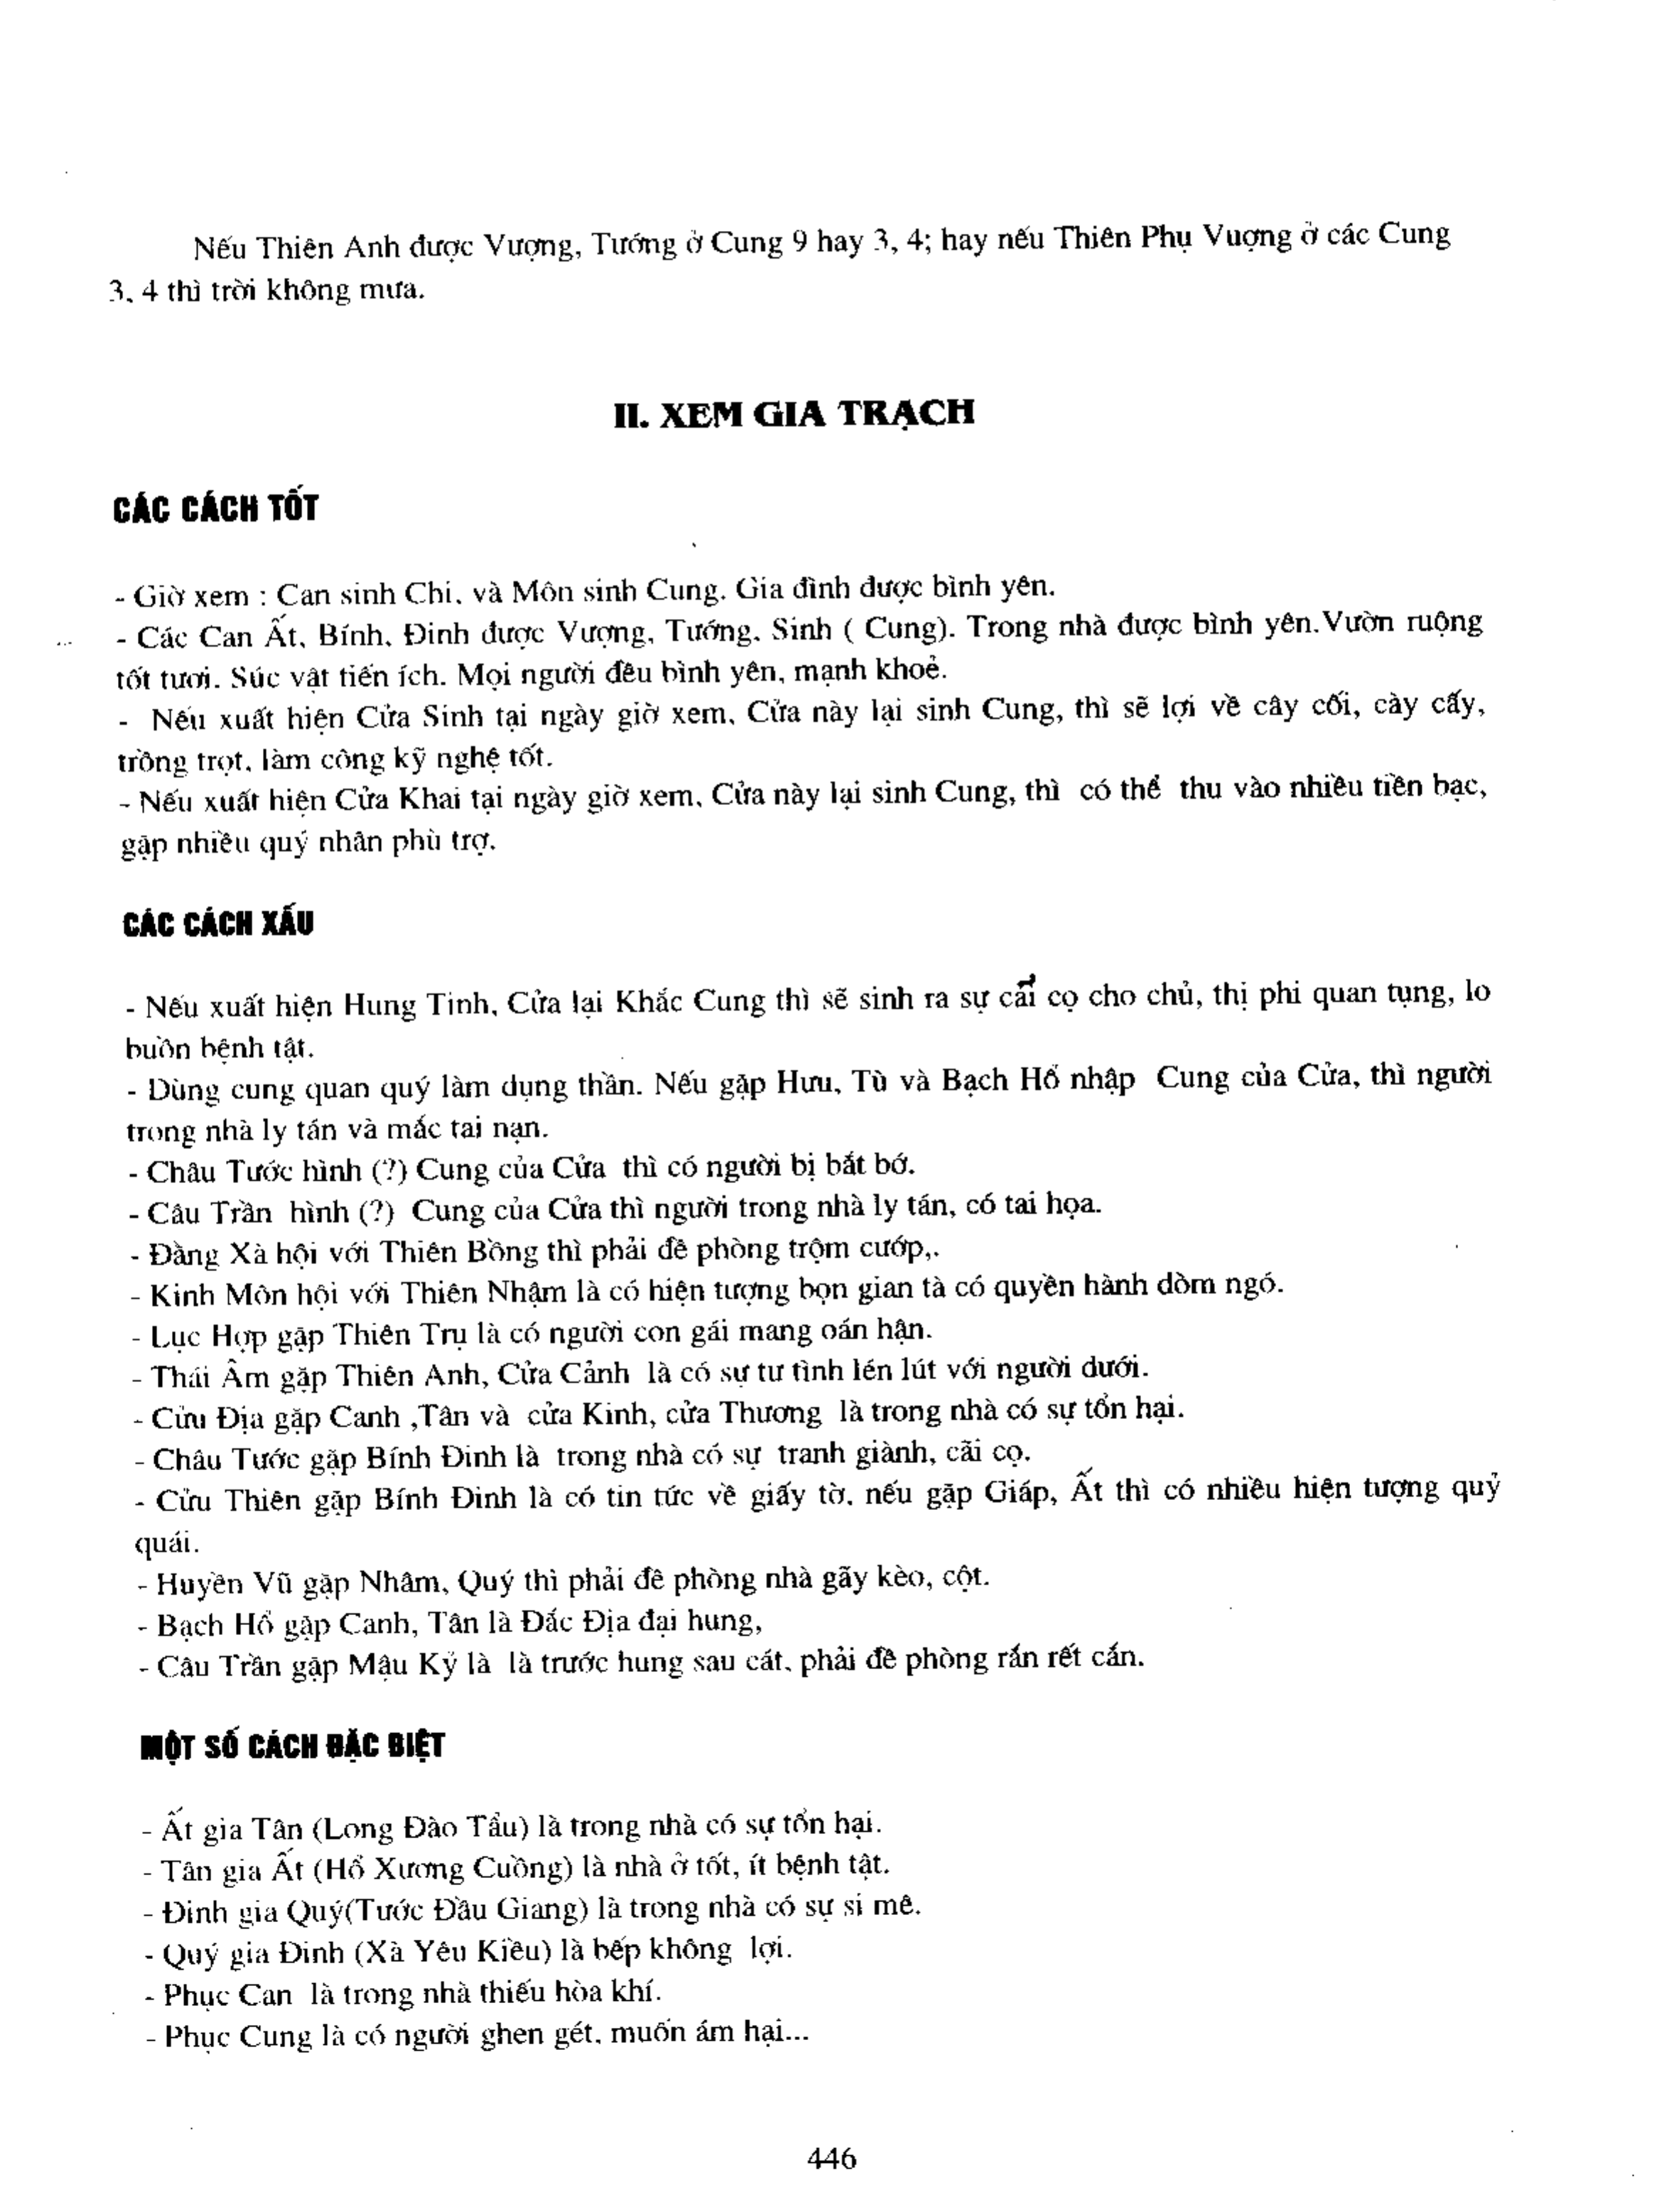 Nếu Thiên Anh được Vượng, Tướng ở Cung 9 hay 3, 4; hay nếu Thiên Phụ Vuợng ở các Cung
3, 4 thì trời không mưa.
II. XEM GIA TRẠCH
CÁC CÁCH TỐT
- Giờ xem : Can sinh Chi, và Môn sinh Cung. Gia đình được bình yên.
- Các Can Ất, Bính, Đinh được Vượng, Tướng, Sinh ( Cung). Trong nhà được bình yên.Vườn ruộng
tốt tươi. Súc vật tiến ích. Mọi người đều bình yên, mạnh khoẻ.
- Nếu xuất hiện Cửa Sinh tại ngày giờ xem, Cửa này lại sinh Cung, thì sẽ lợi về cây cối, cày cấy,
trồng trọt, làm công kỹ nghệ tốt.
- Nếu xuất hiện Cửa Khai tại ngày giờ xem, Cửa này lại sinh Cung, thì có thể thu vào nhiều tiền bạc,
gặp nhiều quý nhân phù trợ.
CÁC CÁCH XẤU
- Nếu xuất hiện Hung Tinh, Cửa lại Khắc Cung thì sẽ sinh ra sự cãi cọ cho chủ, thị phi quan tụng, lo
buồn bệnh tật.
- Dùng cung quan quý làm dụng thần. Nếu gặp Hưu, Tù và Bạch Hổ nhập Cung của Cửa, thì người
trong nhà ly tán và mắc tai nạn.
- Châu Tước hình (?) Cung của Cửa thì có người bị bắt bớ.
- Câu Trần hình (?) Cung của Cửa thì người trong nhà ly tán, có tai họa.
- Đằng Xà hội với Thiên Bồng thì phải đề phòng trộm cướp,.
- Kinh Môn hội với Thiên Nhậm là có hiện tượng bọn gian tà có quyền hành dòm ngó.
- Lục Hợp gặp Thiên Trụ là có người con gái mang oán hận.
- Thái Âm gặp Thiên Anh, Cửa Cảnh là có sự tư tình lén lút với người dưới.
- Cửu Địa gặp Canh ,Tân và cửa Kinh, cửa Thương là trong nhà có sự tổn hại.
- Châu Tước gặp Bính Đinh là trong nhà có sự tranh giành, cãi cọ.
- Cửu Thiên gặp Bính Đinh là có tin tức về giấy tờ, nếu gặp Giáp, Ất thì có nhiều hiện tượng quỷ
quái.
- Huyền Vũ gặp Nhâm, Quý thì phải đề phòng nhà gãy kèo, cột.
- Bạch Hổ gặp Canh, Tân là Đắc Địa đại hung,
- Câu Trần gặp Mậu Kỷ là là trước hung sau cát, phải đề phòng rắn rết cắn.
MỘT SỐ CÁCH ĐẶC BIỆT
- Ất gia Tân (Long Đào Tẩu) là trong nhà có sự tổn hại.
- Tân gia Ất (Hổ Xương Cuồng) là nhà ở tốt, ít bệnh tật.
- Đinh gia Quý(Tước Đầu Giang) là trong nhà có sự si mê.
- Quý gia Đinh (Xà Yêu Kiều) là bếp không lợi.
- Phục Can là trong nhà thiếu hòa khí.
- Phục Cung là có người ghen gét, muốn ám hại...
446